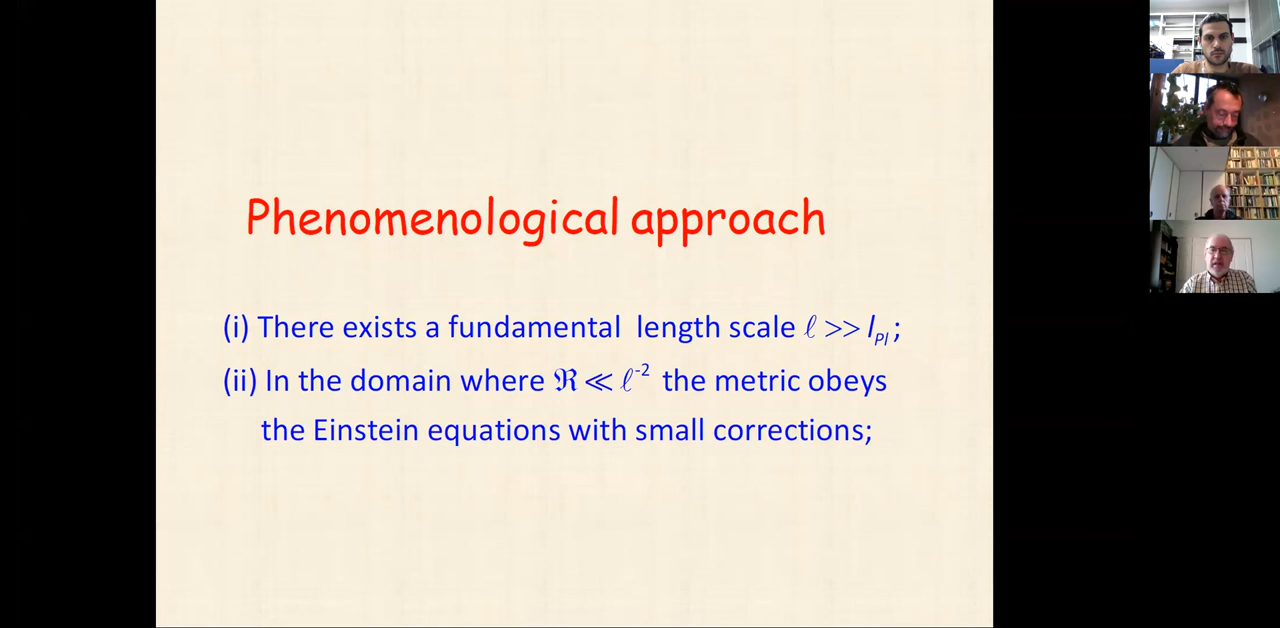 Phenomenological approach
(i) There exists a fundamental length scale ℓ >> l_Pl ;
(ii) In the domain where ℜ ≪ ℓ^-2 the metric obeys
the Einstein equations with small corrections;